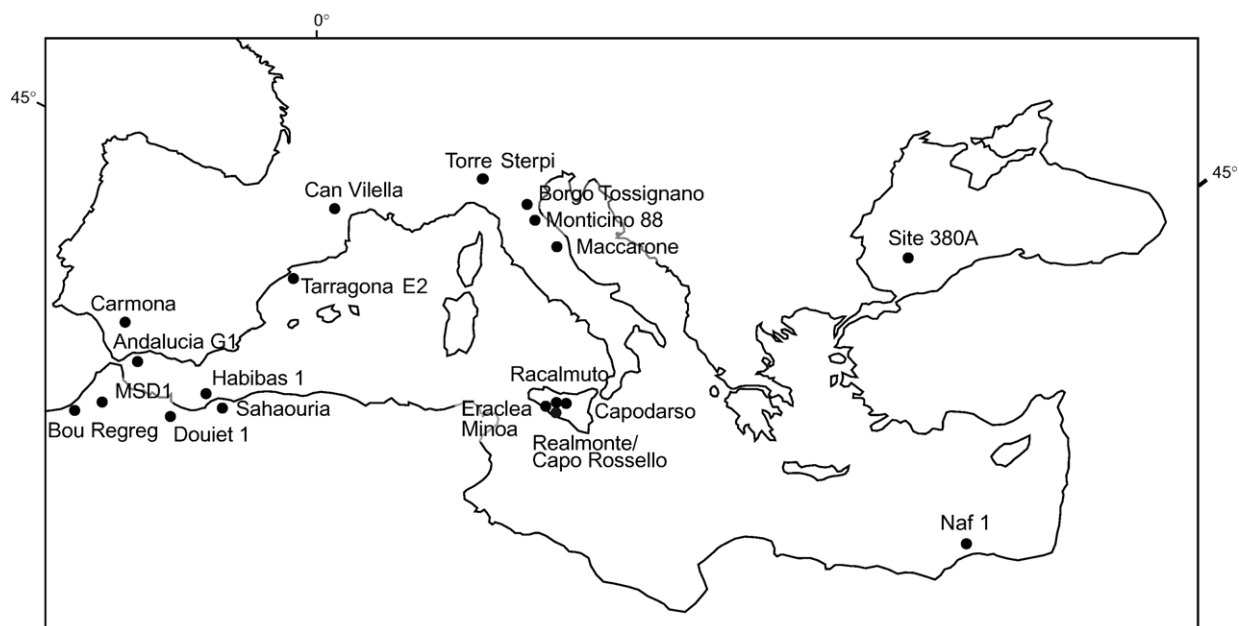 0°
45°
45°
Torre Sterpi
Can Vilella
Borgo Tossignano
Monticino 88
Maccarone
Site 380A
Tarragona E2
Carmona
Andalucia G1
Habibas 1
MSD1
Sahaouria
Bou Regreg
Douiet 1
Racalmuto
Eraclea
Minoa
Capodarso
Realmonte/
Capo Rossello
Naf 1